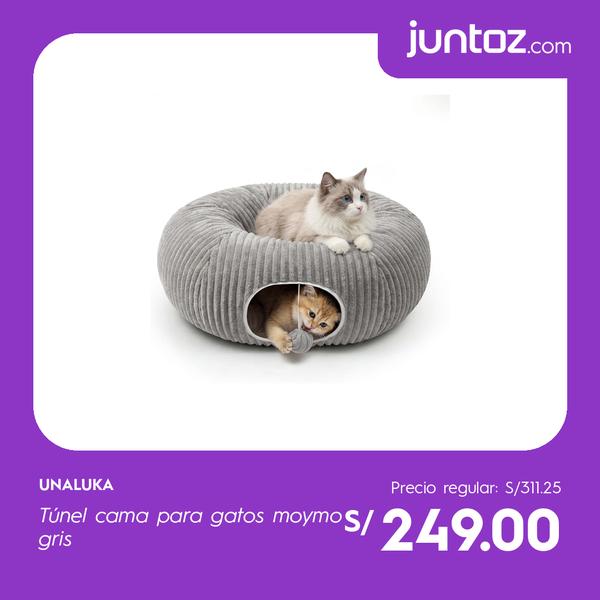 juntoz.com
UNALUKA
Túnel cama para gatos moymo
gris
Precio regular: S/311.25
S/ 249.00